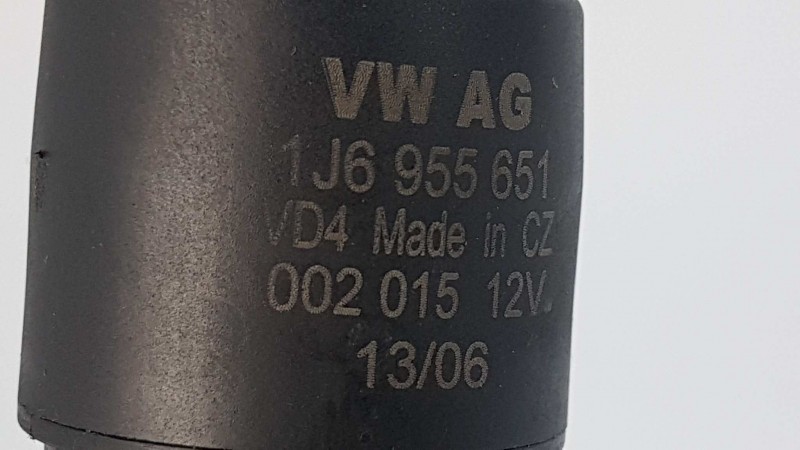 VW AG
1J6 955 651
VD4 Made in CZ
002 015 12V.
13/06